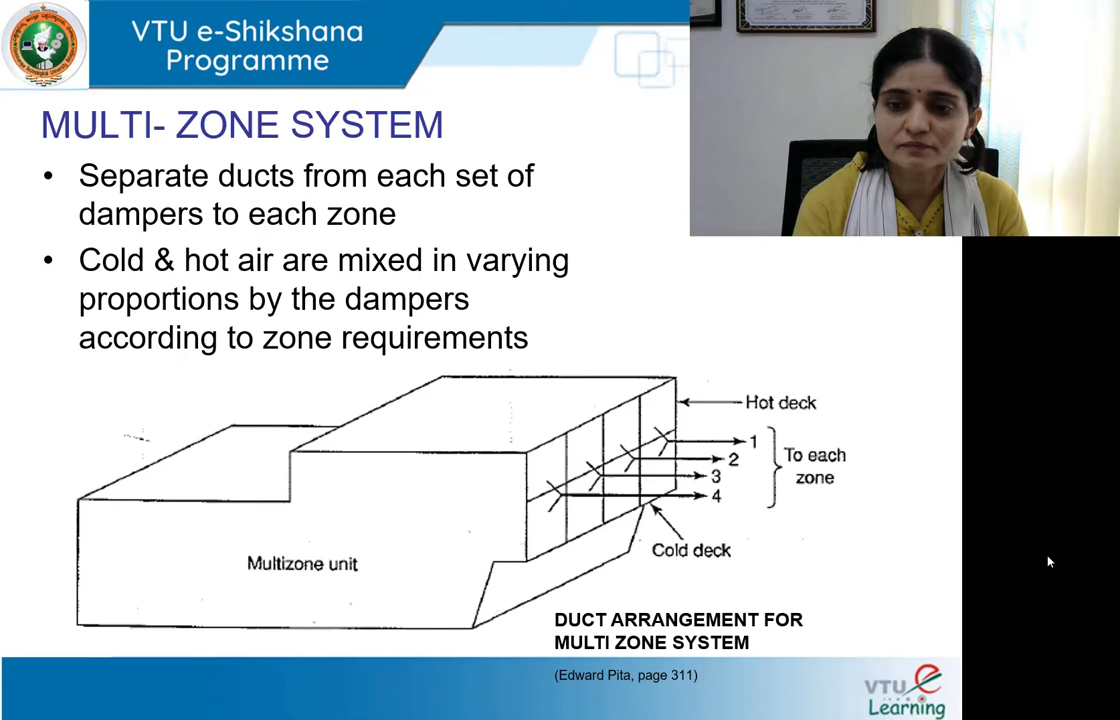 VTU e-Shikshana
Programme
MULTI- ZONE SYSTEM
• Separate ducts from each set of
dampers to each zone
• Cold & hot air are mixed in varying
proportions by the dampers
according to zone requirements
Hot deck
1
2
3
4
To each
zone
Cold deck
Multizone unit
DUCT ARRANGEMENT FOR
MULTI ZONE SYSTEM
(Edward Pita, page 311)
VTU e
Learning